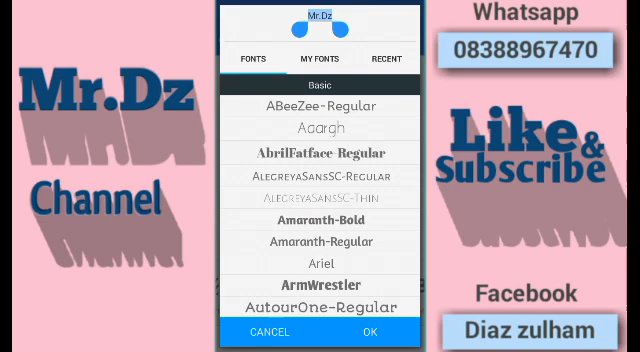 Mr.Dz
Channel
Mr.Dz
FONTS
MY FONTS
RECENT
Basic
ABeeZee-Regular
Aaargh
AbrilFatface-Regular
AlegreyaSansSC-Regular
AlegreyaSansSC-Thin
Amaranth-Bold
Amaranth-Regular
Ariel
ArmWrestler
AutourOne-Regular
CANCEL
OK
Whatsapp
08388967470
Like&
Subscribe
Facebook
Diaz zulham